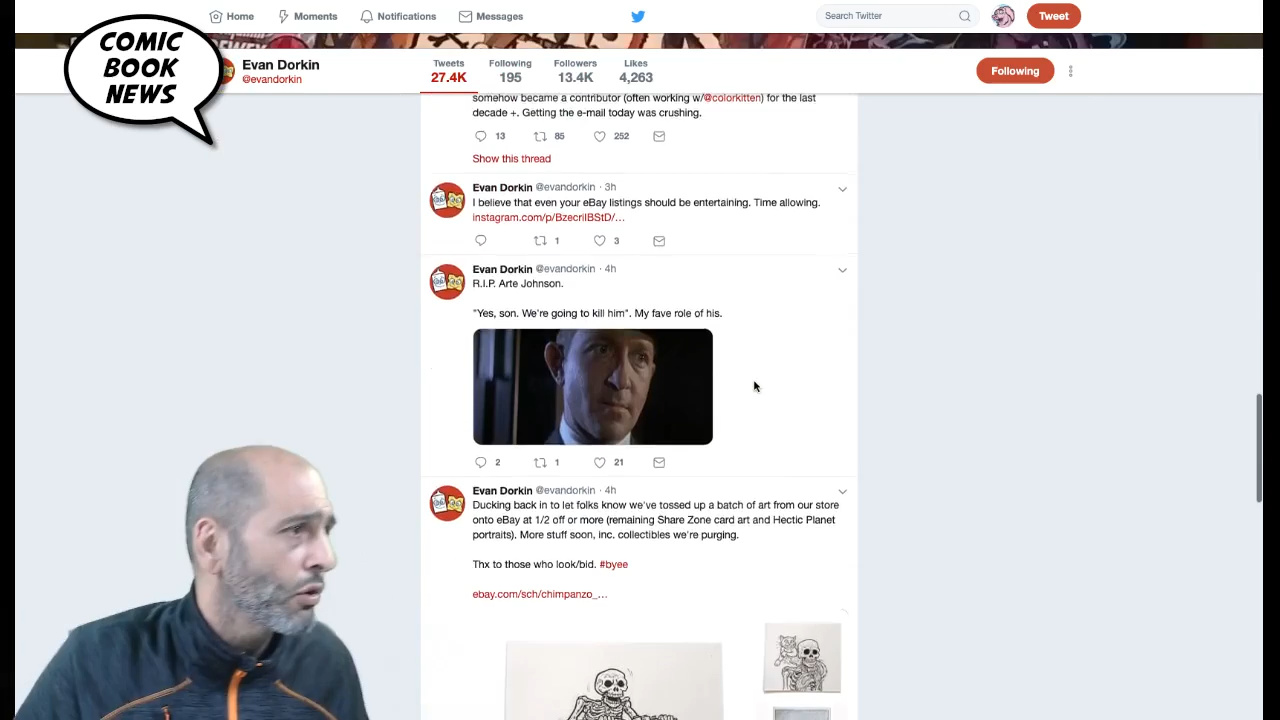 Home
Moments
Notifications
Messages
Search Twitter
Tweet
COMIC
BOOK
NEWS
Evan Dorkin
@evandorkin
Tweets
27.4K
Following
195
Followers
13.4K
Likes
4,263
Following
somehow became a contributor (often working w/@colorkitten) for the last
decade +. Getting the e-mail today was crushing.
13 85 252
Show this thread
Evan Dorkin @evandorkin · 3h
I believe that even your eBay listings should be entertaining. Time allowing.
instagram.com/p/BzecriIBStD/…
1 3
Evan Dorkin @evandorkin · 4h
R.I.P. Arte Johnson.
"Yes, son. We're going to kill him". My fave role of his.
2 1 21
Evan Dorkin @evandorkin · 4h
Ducking back in to let folks know we've tossed up a batch of art from our store
onto eBay at 1/2 off or more (remaining Share Zone card art and Hectic Planet
portraits). More stuff soon, inc. collectibles we're purging.
Thx to those who look/bid. #byee
ebay.com/sch/chimpanzo_…